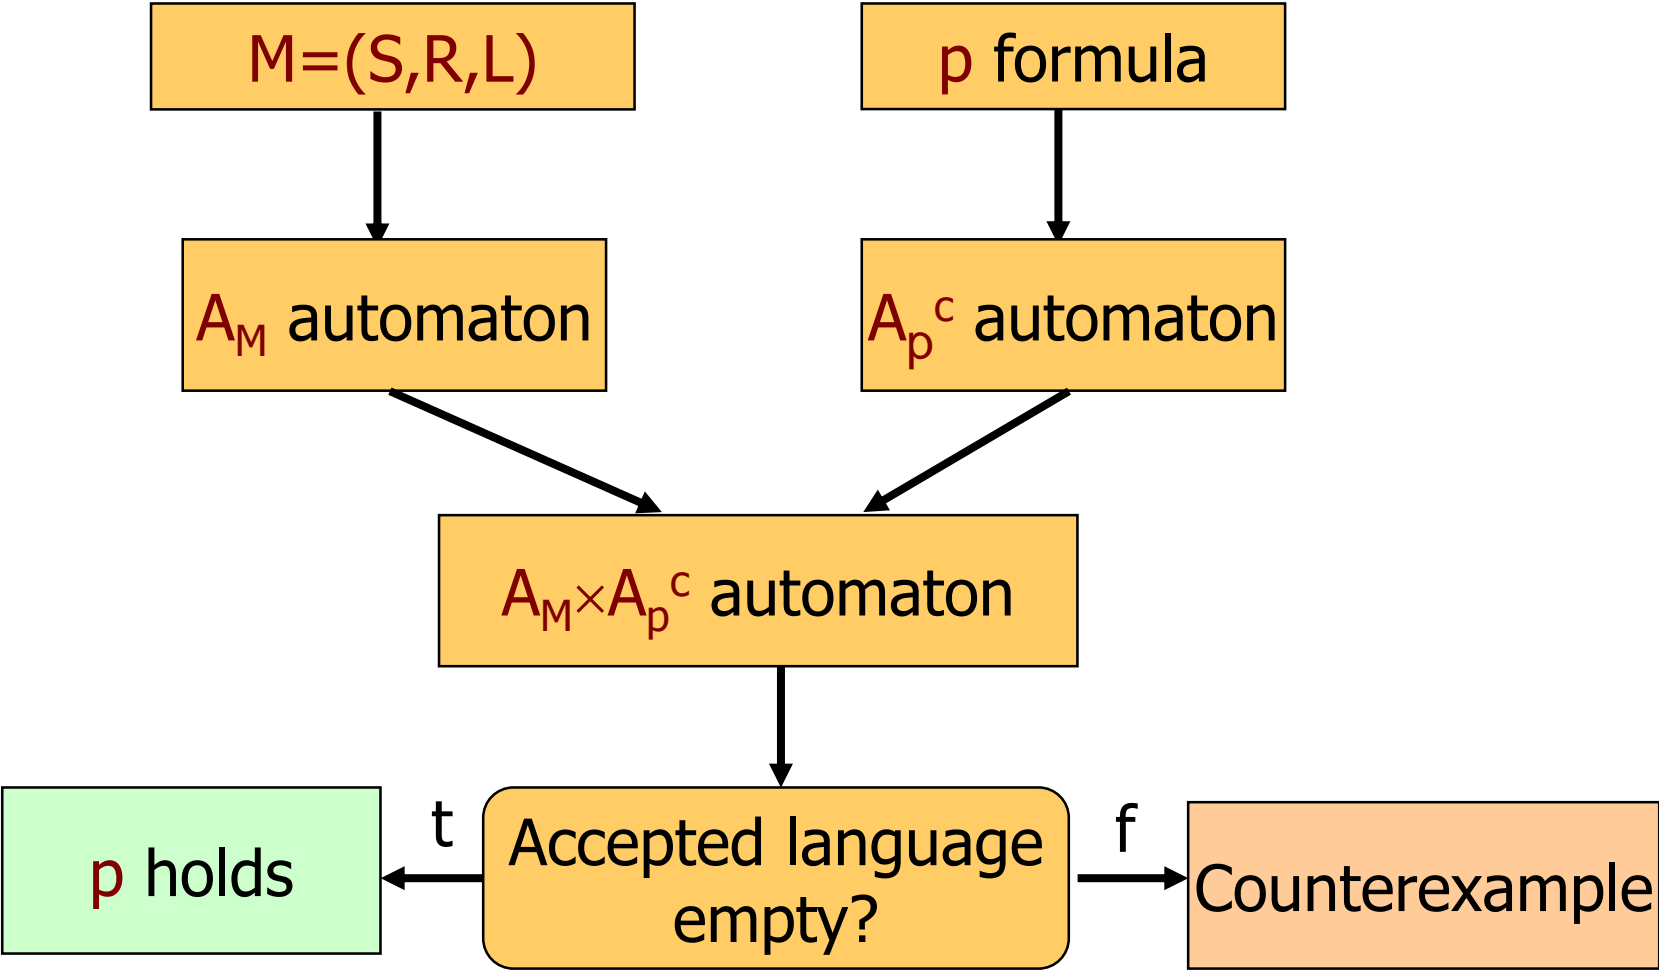 M=(S,R,L)
p formula
A_M automaton
A_p^c automaton
A_M×A_p^c automaton
t
f
p holds
Accepted language
empty?
Counterexample